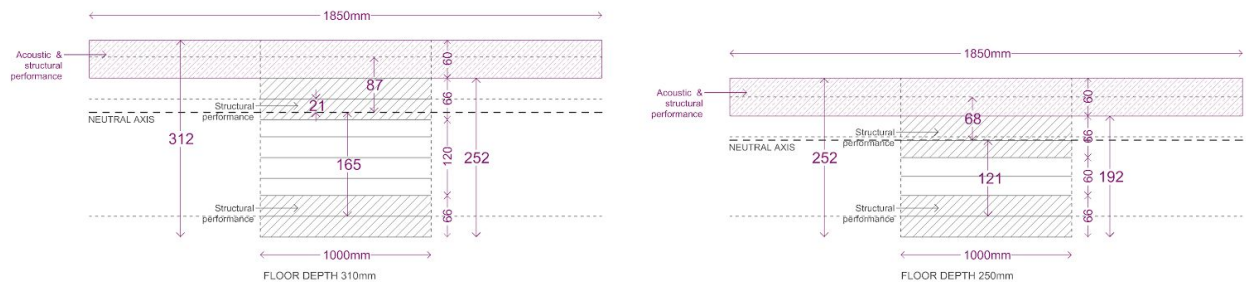 1850mm
Acoustic &
structural
performance
60
87
66
21
Structural
performance
NEUTRAL AXIS
312
120
252
165
Structural
performance
66
1000mm
FLOOR DEPTH 310mm
1850mm
Acoustic &
structural
performance
60
68
66
Structural
performance
NEUTRAL AXIS
252
60
121
192
Structural
performance
66
1000mm
FLOOR DEPTH 250mm